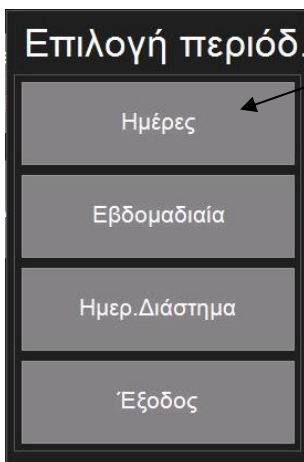 Επιλογή περιόδ.
Ημέρες
Εβδομαδιαία
Ημερ.Διάστημα
Έξοδος